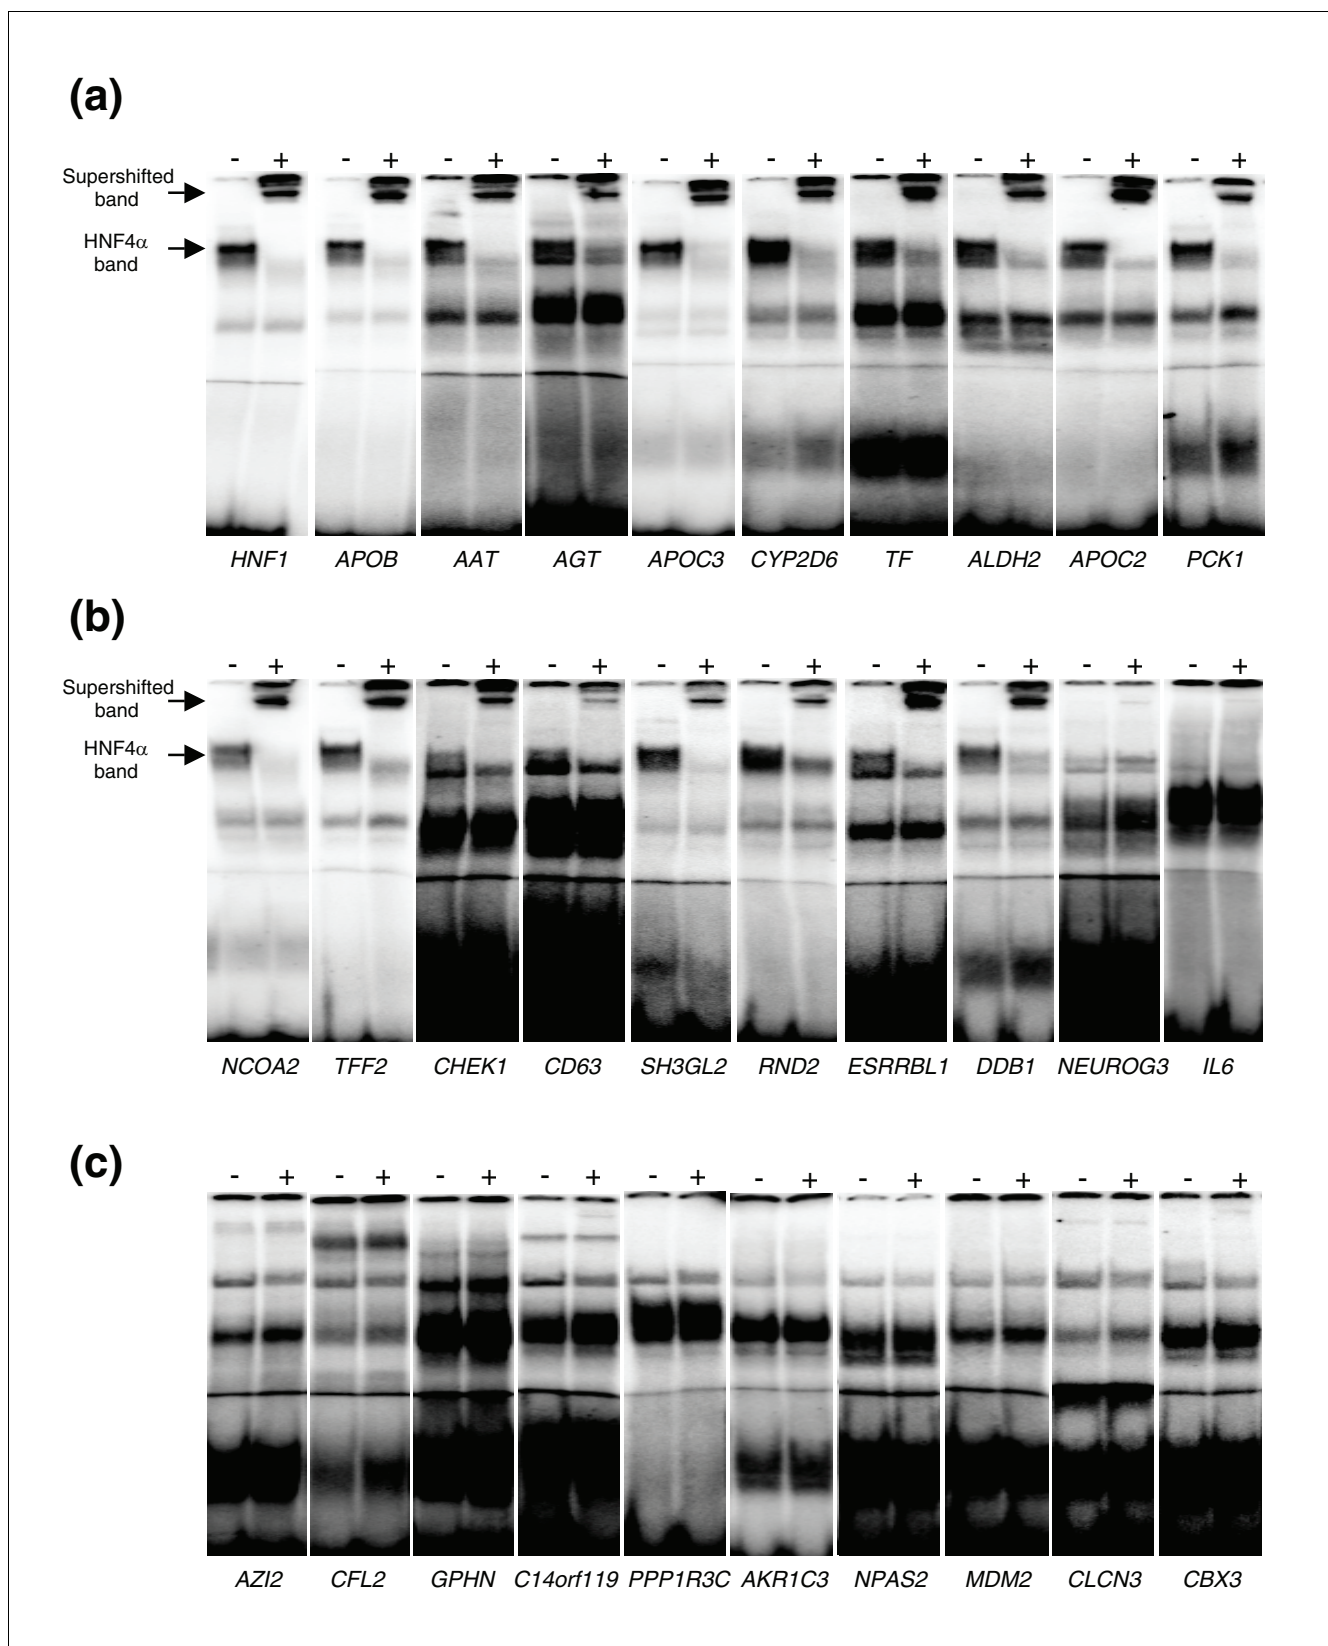 (a)
- + - + - + - + - + - + - + - + - + - +
Supershifted
band
HNF4α
band
HNF1 APOB AAT AGT APOC3 CYP2D6 TF ALDH2 APOC2 PCK1
(b)
- + - + - + - + - + - + - + - + - + - +
Supershifted
band
HNF4α
band
NCOA2 TFF2 CHEK1 CD63 SH3GL2 RND2 ESRRBL1 DDB1 NEUROG3 IL6
(c)
- + - + - + - + - + - + - + - + - + - +
AZI2 CFL2 GPHN C14orf119 PPP1R3C AKR1C3 NPAS2 MDM2 CLCN3 CBX3